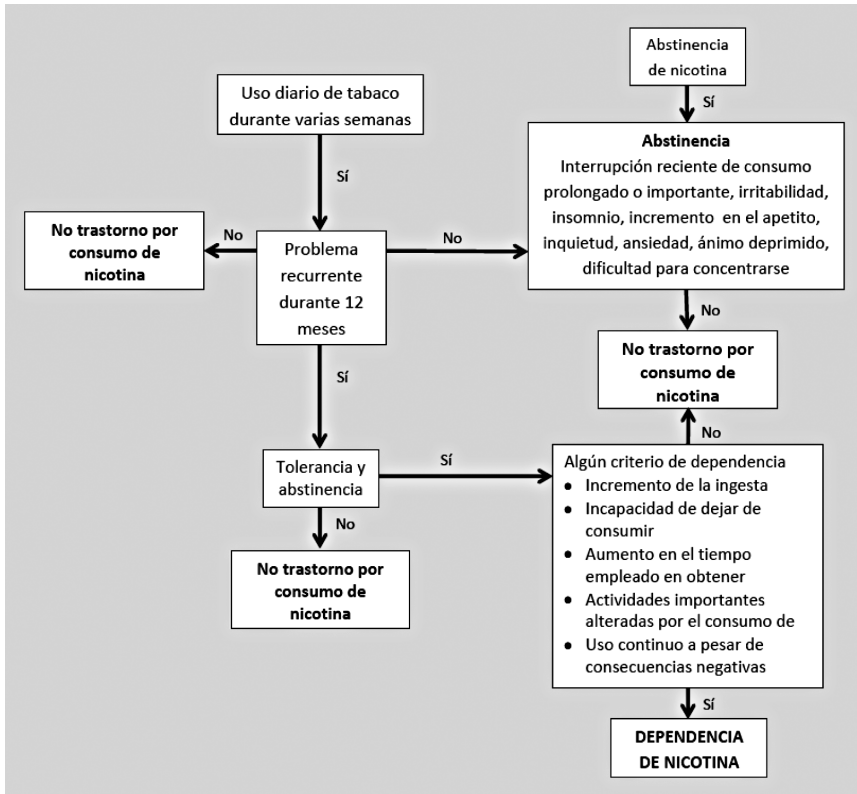 Abstinencia
de nicotina
Sí
Uso diario de tabaco
durante varias semanas
Sí
Abstinencia
Interrupción reciente de consumo
prolongado o importante, irritabilidad,
insomnio, incremento en el apetito,
inquietud, ansiedad, ánimo deprimido,
dificultad para concentrarse
No trastorno por
consumo de
nicotina
No
Problema
recurrente
durante 12
meses
No
No
No trastorno por
consumo de
nicotina
Sí
No
Tolerancia y
abstinencia
Sí
Algún criterio de dependencia
• Incremento de la ingesta
• Incapacidad de dejar de
consumir
• Aumento en el tiempo
empleado en obtener
• Actividades importantes
alteradas por el consumo de
• Uso continuo a pesar de
consecuencias negativas
No
No trastorno por
consumo de
nicotina
Sí
DEPENDENCIA
DE NICOTINA